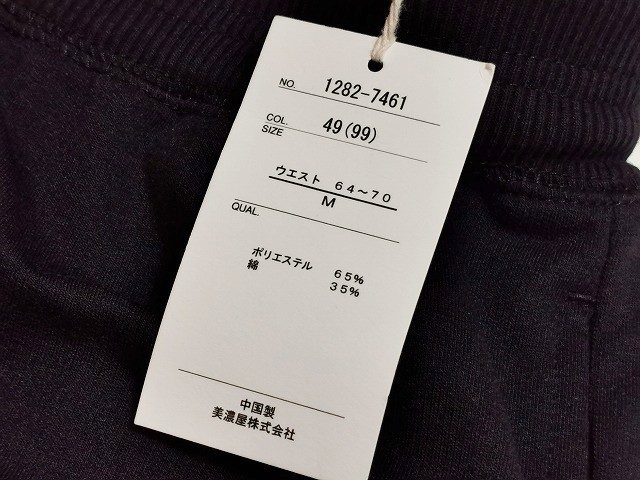 NO. 1282-7461
COL. 49(99)
SIZE
ウエスト 64～70
M
QUAL.
ポリエステル 65%
綿 35%
中国製
美濃屋株式会社